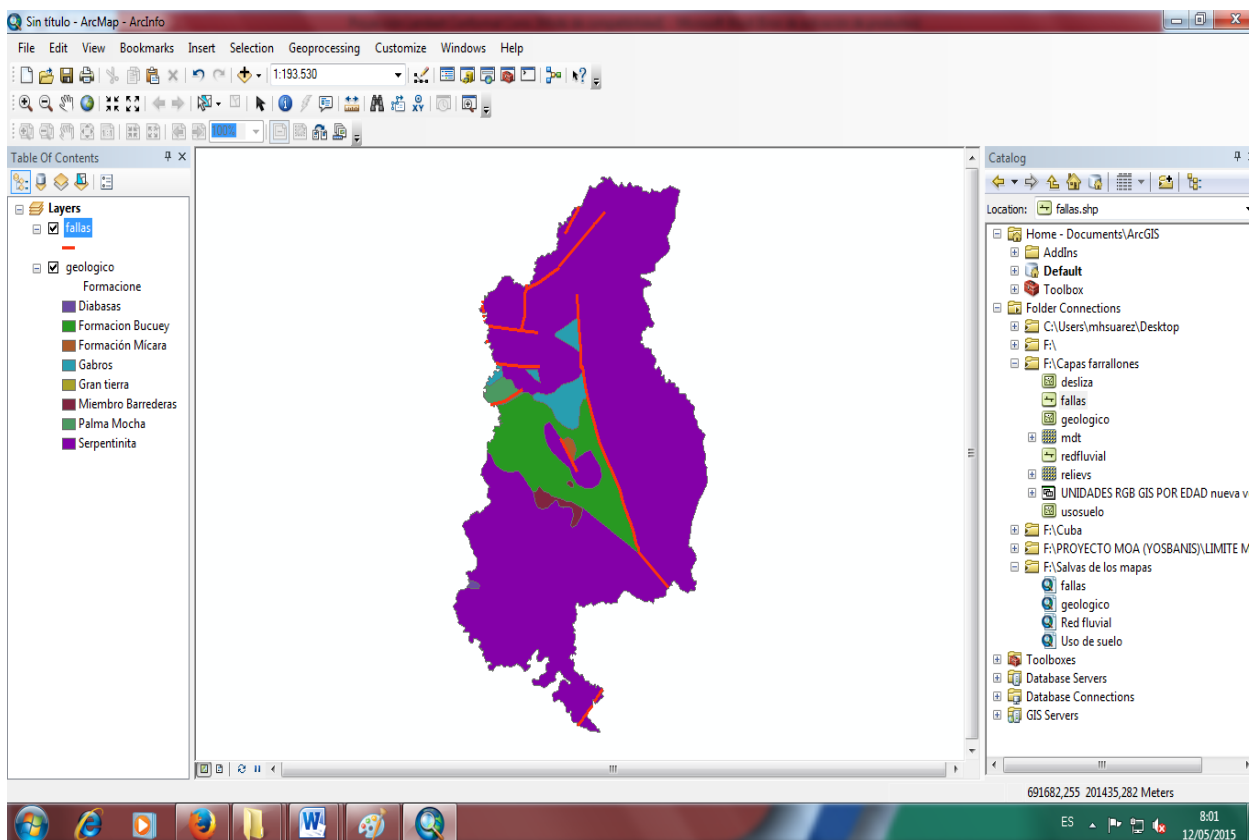 Sin título - ArcMap - ArcInfo
File Edit View Bookmarks Insert Selection Geoprocessing Customize Windows Help
1:193.530
100%
Table Of Contents
Layers
fallas
geologico
Formacione
Diabasas
Formacion Bucuey
Formación Mícara
Gabros
Gran tierra
Miembro Barrederas
Palma Mocha
Serpentinita
Catalog
Location: fallas.shp
Home - Documents\ArcGIS
AddIns
Default
Toolbox
Folder Connections
C:\Users\mhsuarez\Desktop
F:\
F:\Capas farrallones
desliza
fallas
geologico
mdt
redfluvial
relievs
UNIDADES RGB GIS POR EDAD nueva v
usosuelo
F:\Cuba
F:\PROYECTO MOA (YOSBANIS)\LIMITE M
F:\Salvas de los mapas
fallas
geologico
Red fluvial
Uso de suelo
Toolboxes
Database Servers
Database Connections
GIS Servers
691682,255 201435,282 Meters
ES
8:01
12/05/2015